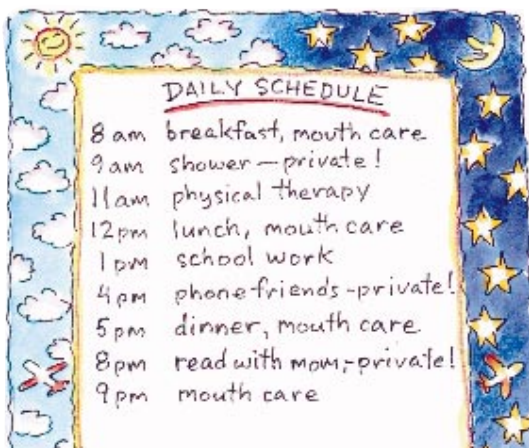 DAILY SCHEDULE
8 am breakfast, mouth care
9 am shower - private!
11 am physical therapy
12 pm lunch, mouth care
1 pm school work
4 pm phone friends - private!
5 pm dinner, mouth care
8 pm read with mom, - private!
9 pm mouth care